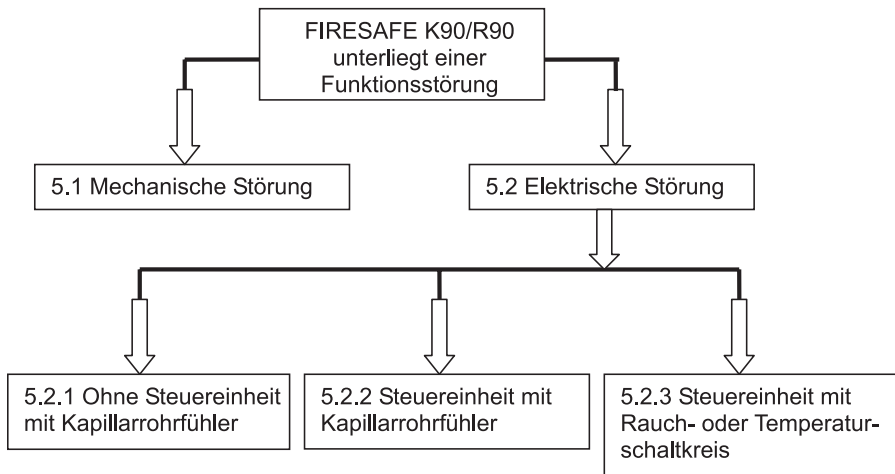 FIRESAFE K90/R90
unterliegt einer
Funktionsstörung
5.1 Mechanische Störung
5.2 Elektrische Störung
5.2.1 Ohne Steuereinheit
mit Kapillarrohrfühler
5.2.2 Steuereinheit mit
Kapillarrohrfühler
5.2.3 Steuereinheit mit
Rauch- oder Temperatur-
schaltkreis